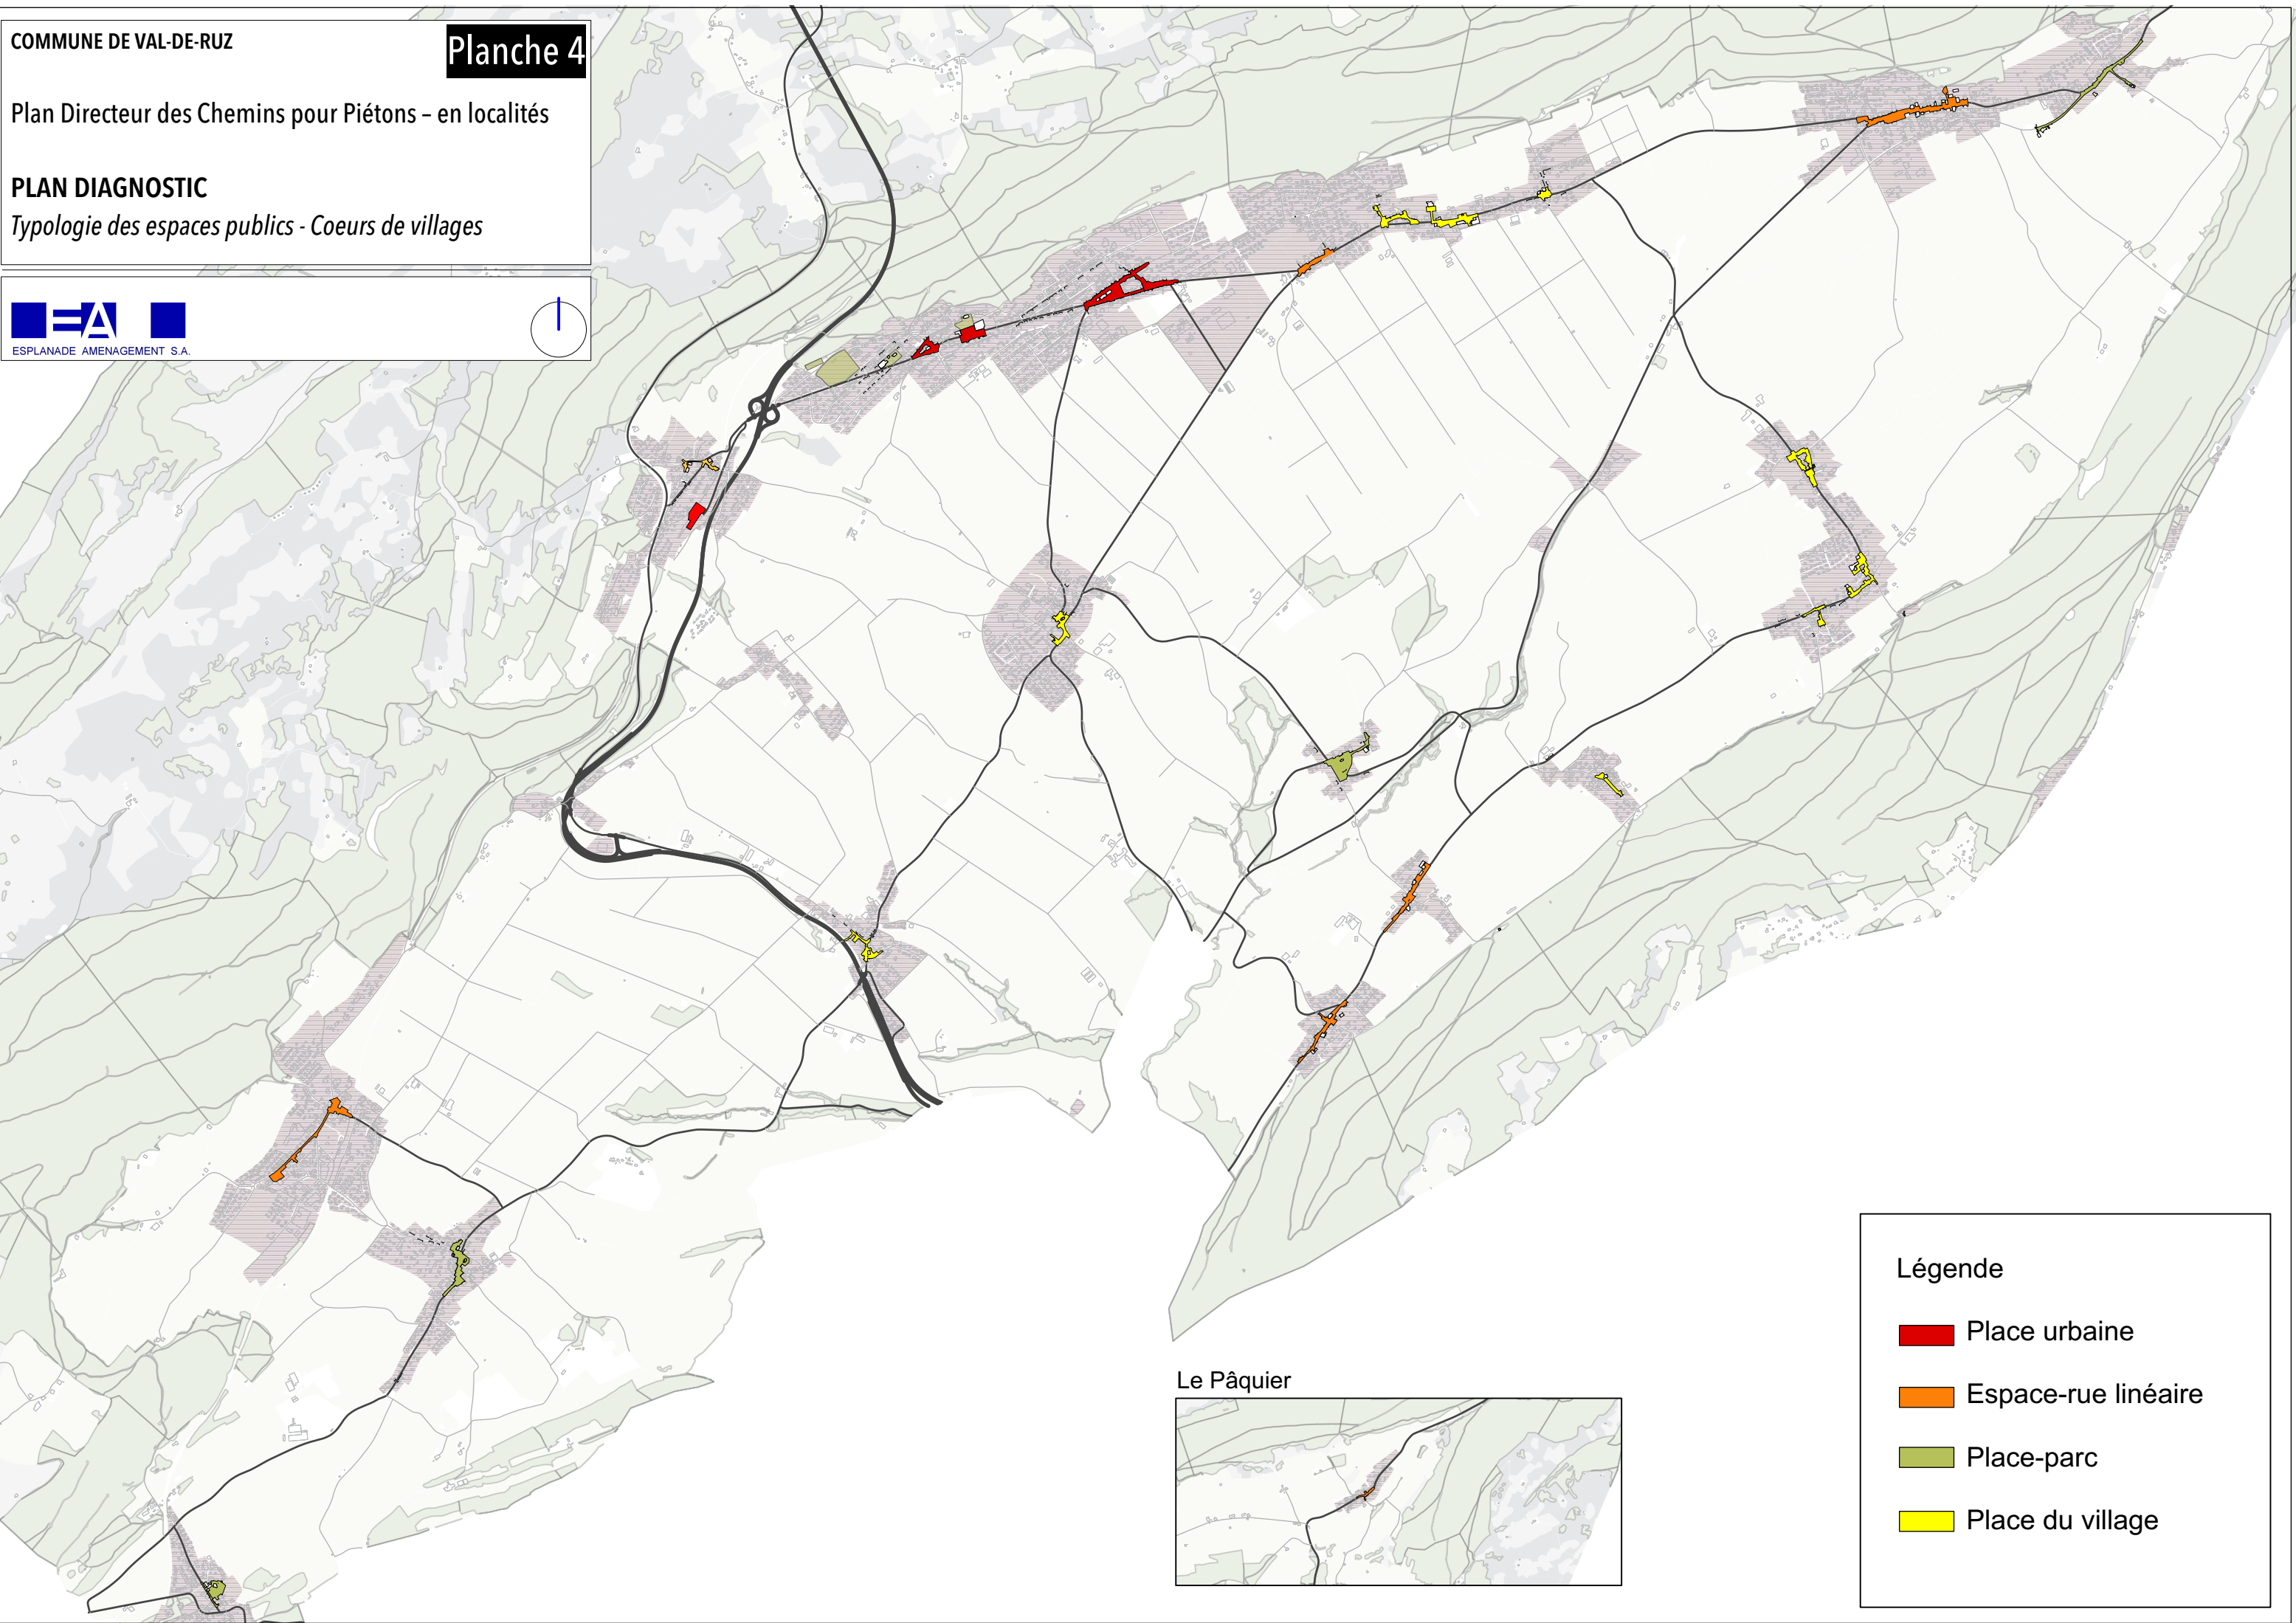 COMMUNE DE VAL-DE-RUZ
Planche 4
Plan Directeur des Chemins pour Piétons – en localités
PLAN DIAGNOSTIC
Typologie des espaces publics - Coeurs de villages
EA
ESPLANADE AMENAGEMENT S.A.
Le Pâquier
Légende
Place urbaine
Espace-rue linéaire
Place-parc
Place du village